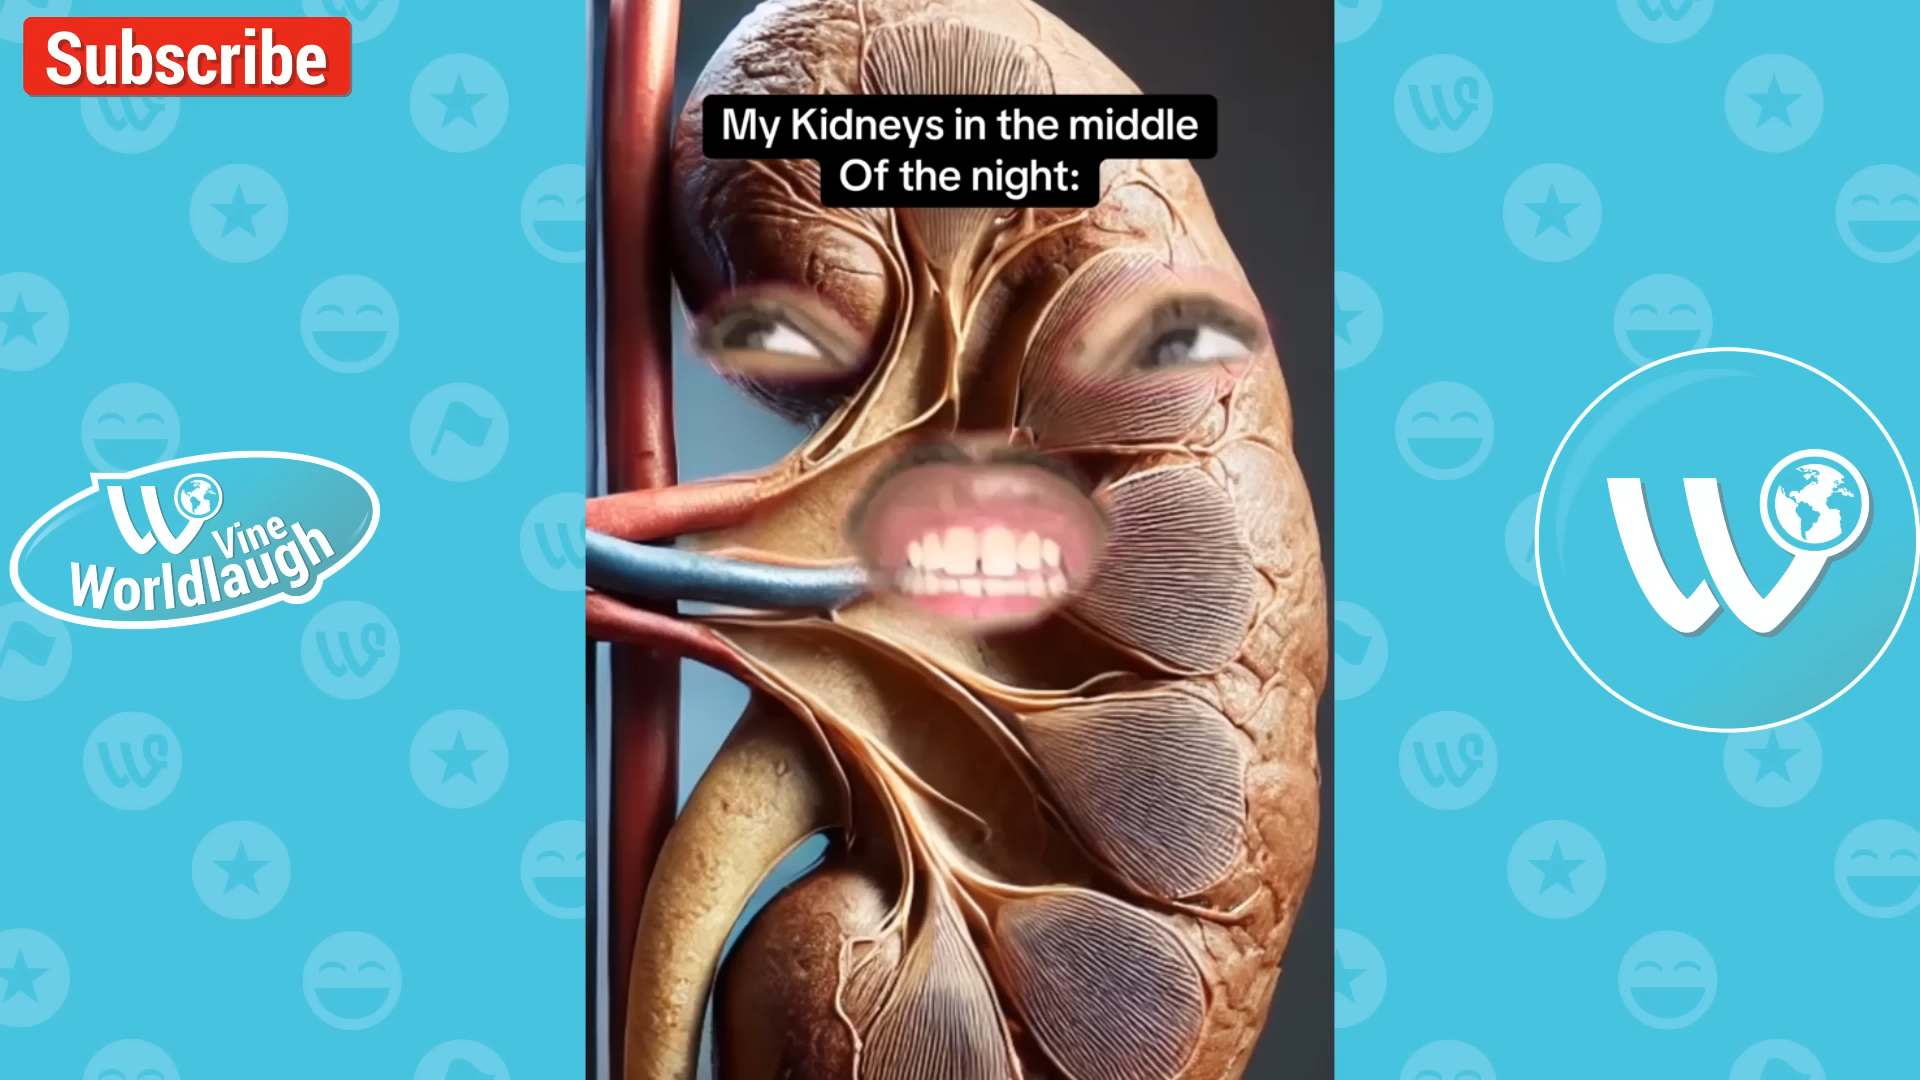 Subscribe
My Kidneys in the middle
Of the night:
W
Vine
Worldlaugh
W